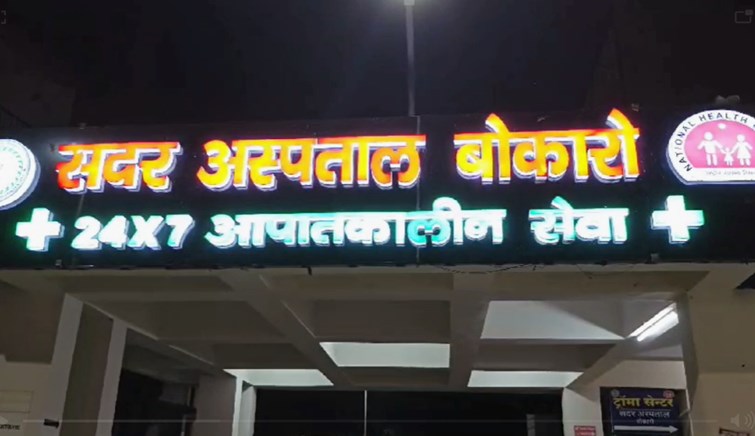 सदर अस्पताल बोकारो
24X7 आपातकालीन सेवा
NATIONAL HEALTH
ट्रॉमा सेन्टर
सदर अस्पताल